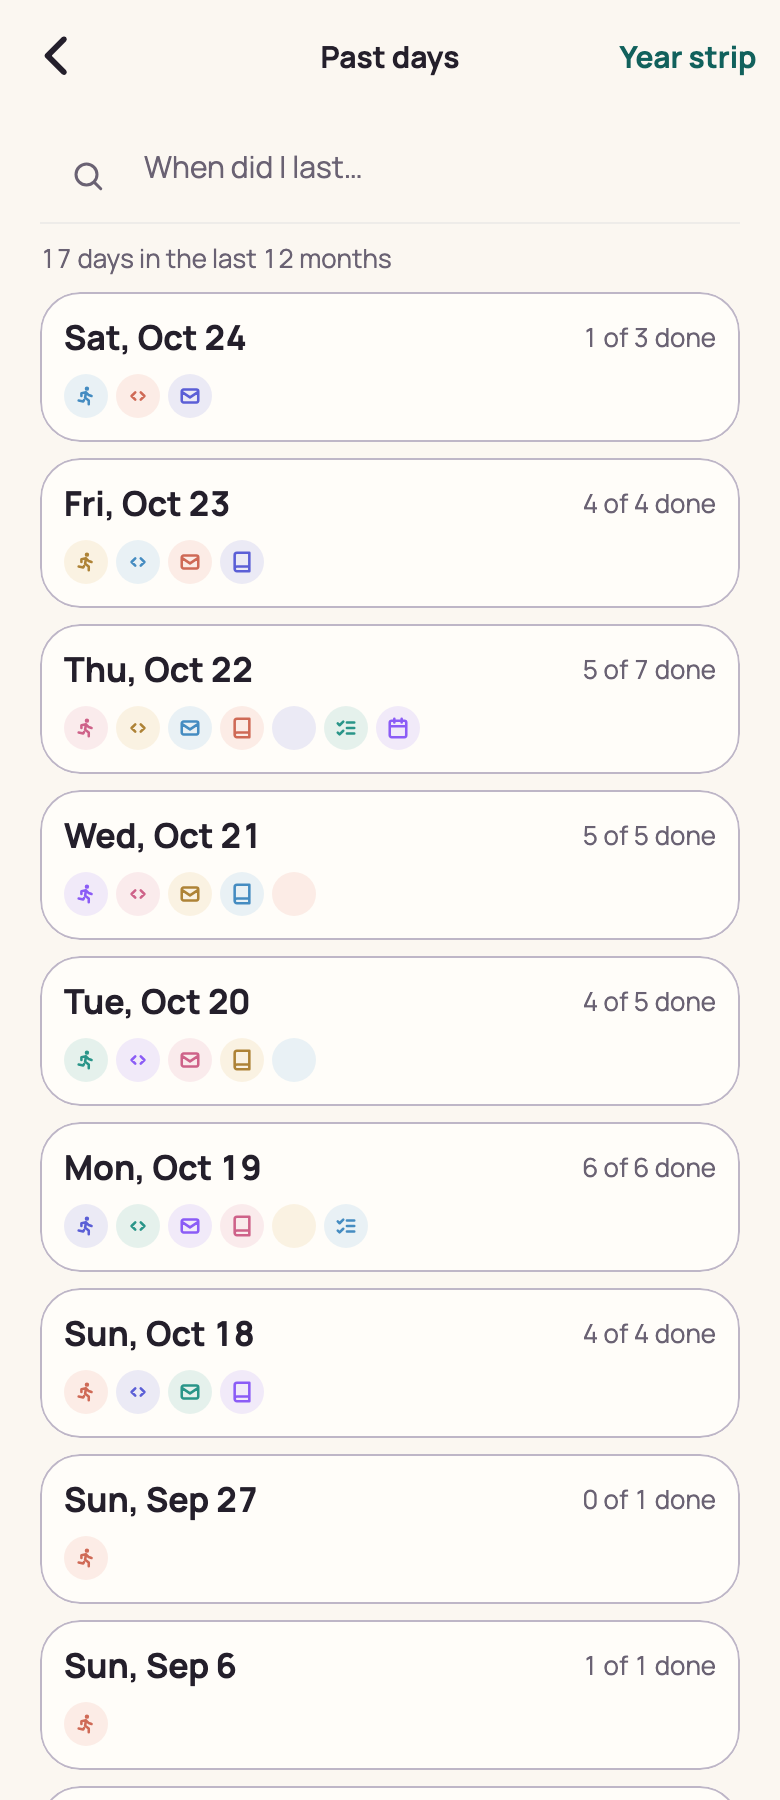 Past days
Year strip
When did I last...
17 days in the last 12 months
Sat, Oct 24
1 of 3 done
Fri, Oct 23
4 of 4 done
Thu, Oct 22
5 of 7 done
Wed, Oct 21
5 of 5 done
Tue, Oct 20
4 of 5 done
Mon, Oct 19
6 of 6 done
Sun, Oct 18
4 of 4 done
Sun, Sep 27
0 of 1 done
Sun, Sep 6
1 of 1 done